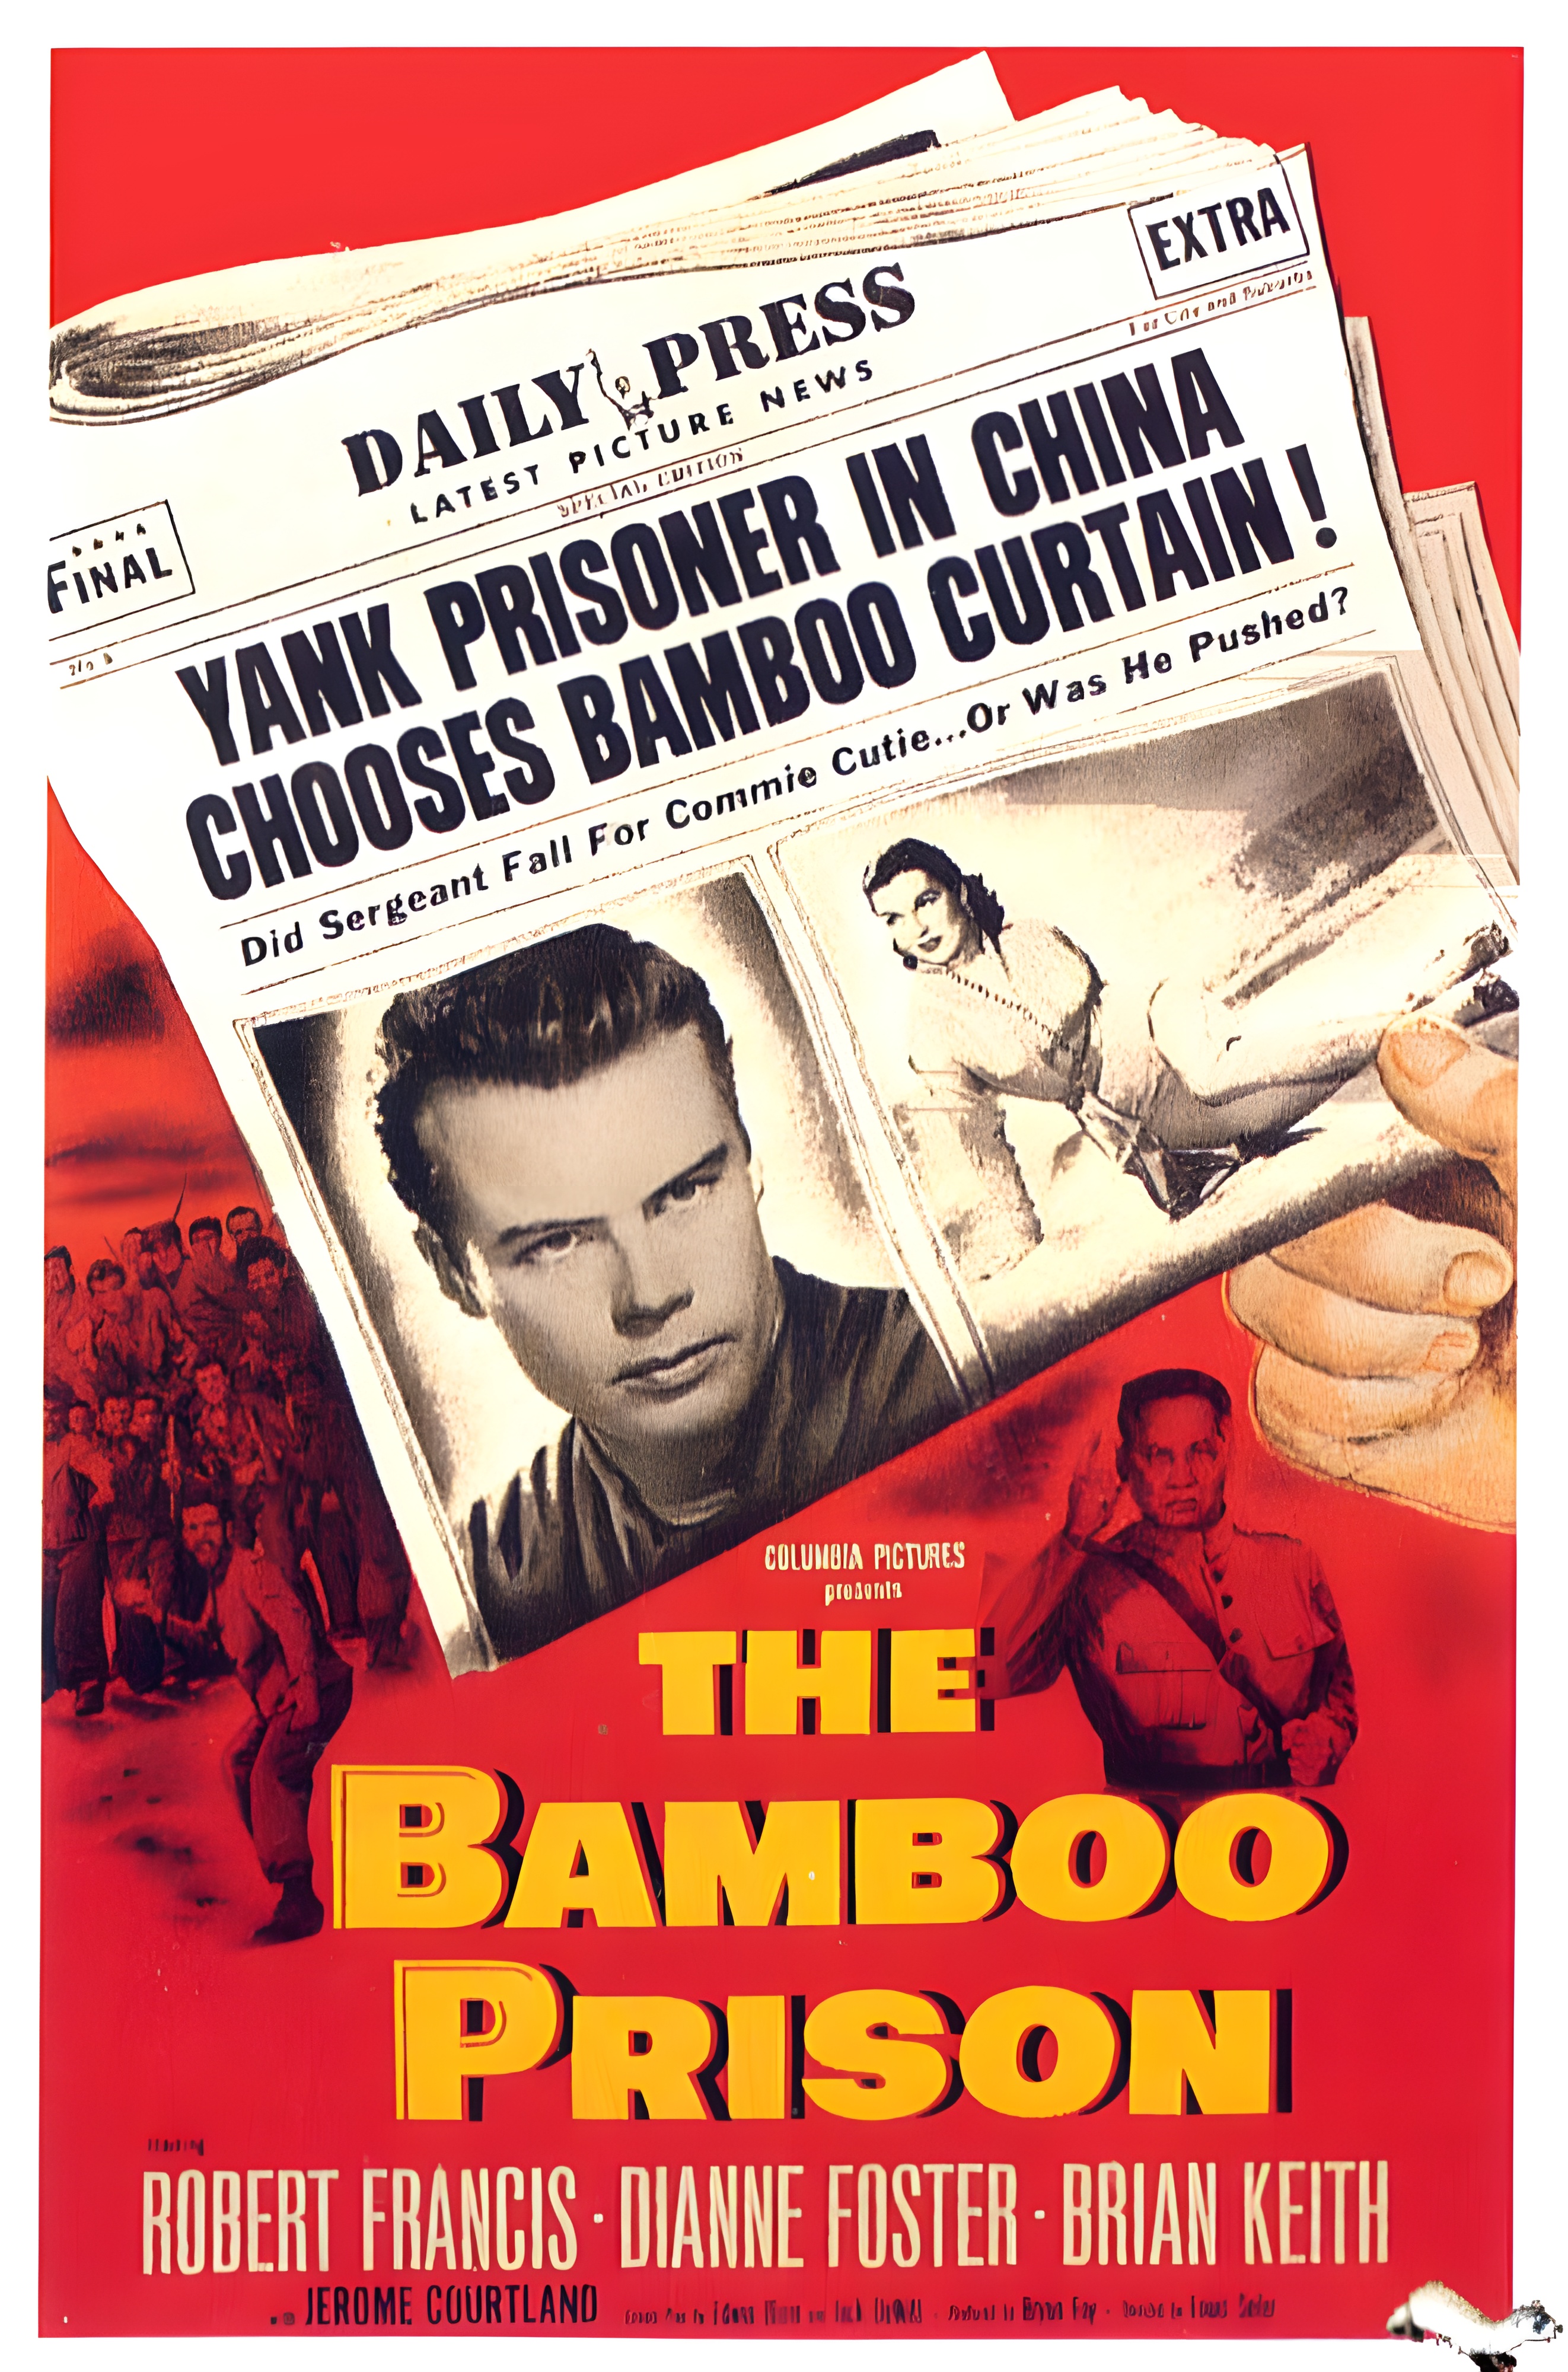 EXTRA
DAILY PRESS
LATEST PICTURE NEWS
SPECIAL EDITION
FINAL
YANK PRISONER IN CHINA
CHOOSES BAMBOO CURTAIN!
Did Sergeant Fall For Commie Cutie...Or Was He Pushed?
COLUMBIA PICTURES
presents
THE
BAMBOO
PRISON
ROBERT FRANCIS · DIANNE FOSTER · BRIAN KEITH
JEROME COURTLAND